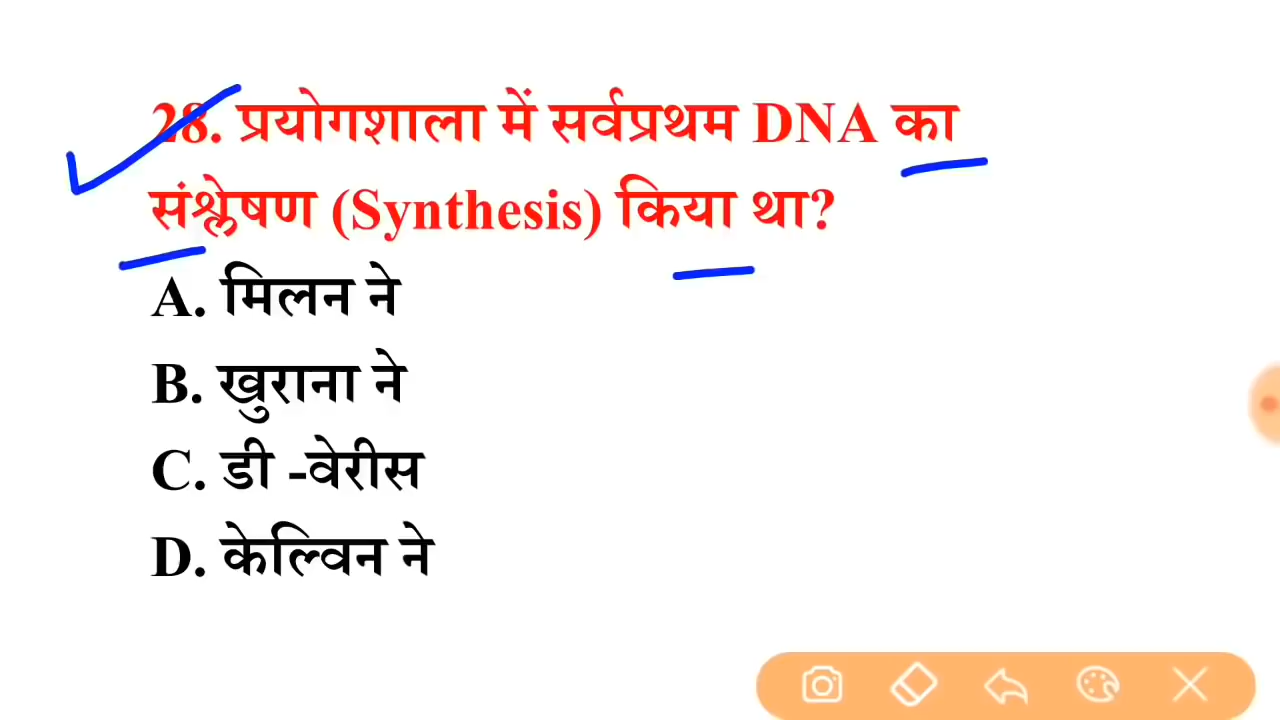 28. प्रयोगशाला में सर्वप्रथम DNA का
संश्लेषण (Synthesis) किया था?
A. मिलन ने
B. खुराना ने
C. डी -वेरीस
D. केल्विन ने